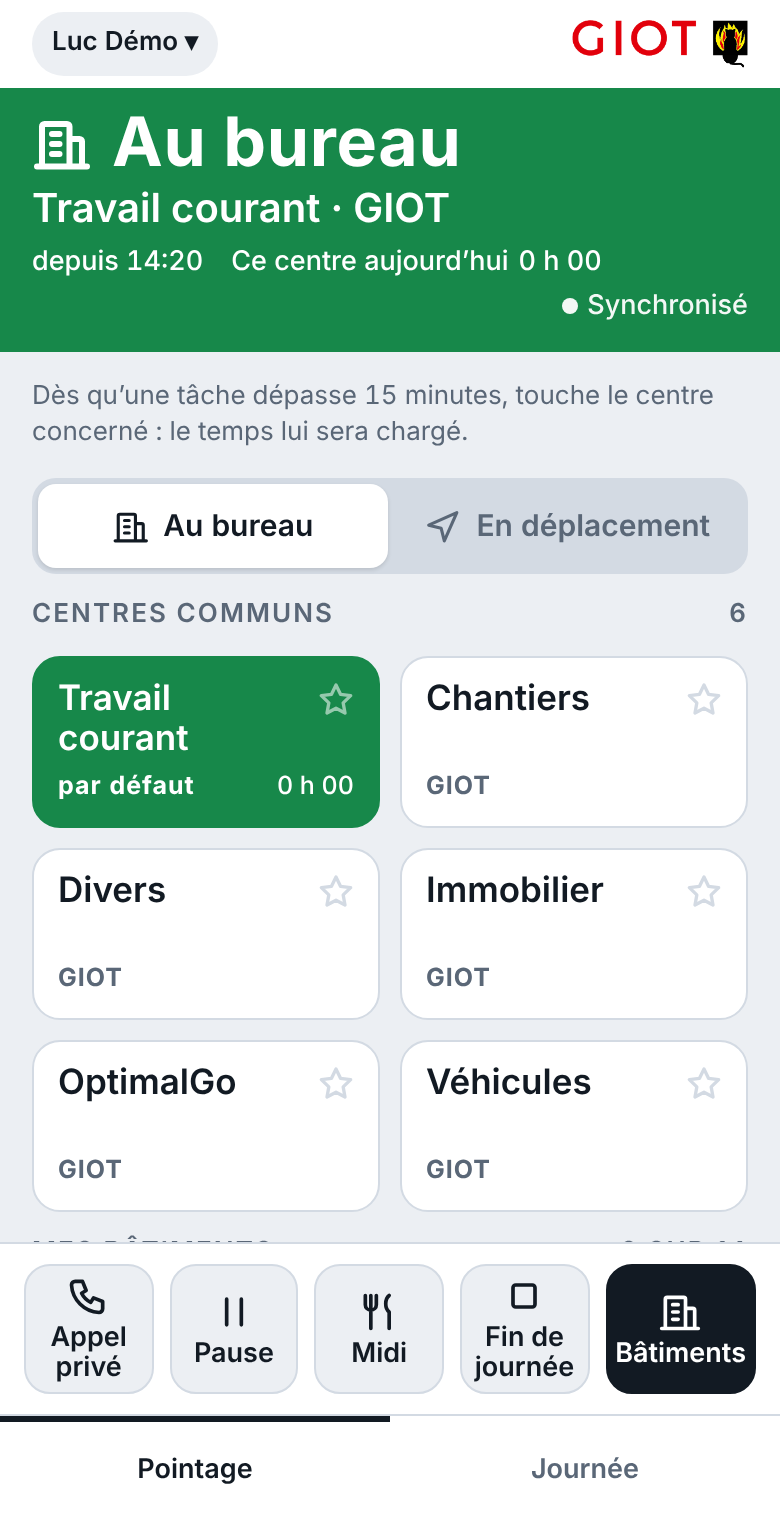 Luc Démo ▾
GIOT
Au bureau
Travail courant · GIOT
depuis 14:20 Ce centre aujourd’hui 0 h 00
Synchronisé
Dès qu’une tâche dépasse 15 minutes, touche le centre
concerné : le temps lui sera chargé.
Au bureau
En déplacement
CENTRES COMMUNS 6
Travail
courant
par défaut 0 h 00
Chantiers
GIOT
Divers
GIOT
Immobilier
GIOT
OptimalGo
GIOT
Véhicules
GIOT
Appel
privé
Pause
Midi
Fin de
journée
Bâtiments
Pointage
Journée